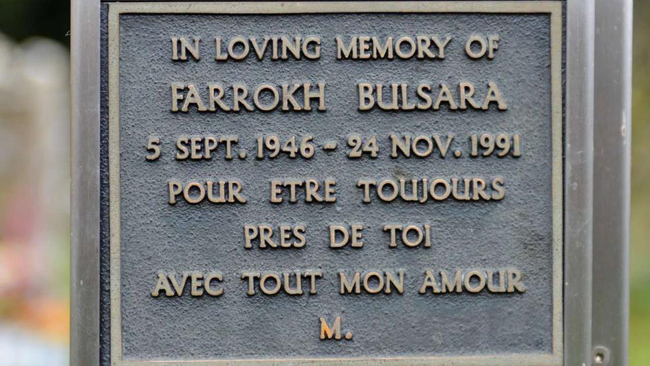 IN LOVING MEMORY OF
FARROKH BULSARA
5 SEPT. 1946 - 24 NOV. 1991
POUR ETRE TOUJOURS
PRES DE TOI
AVEC TOUT MON AMOUR
M.